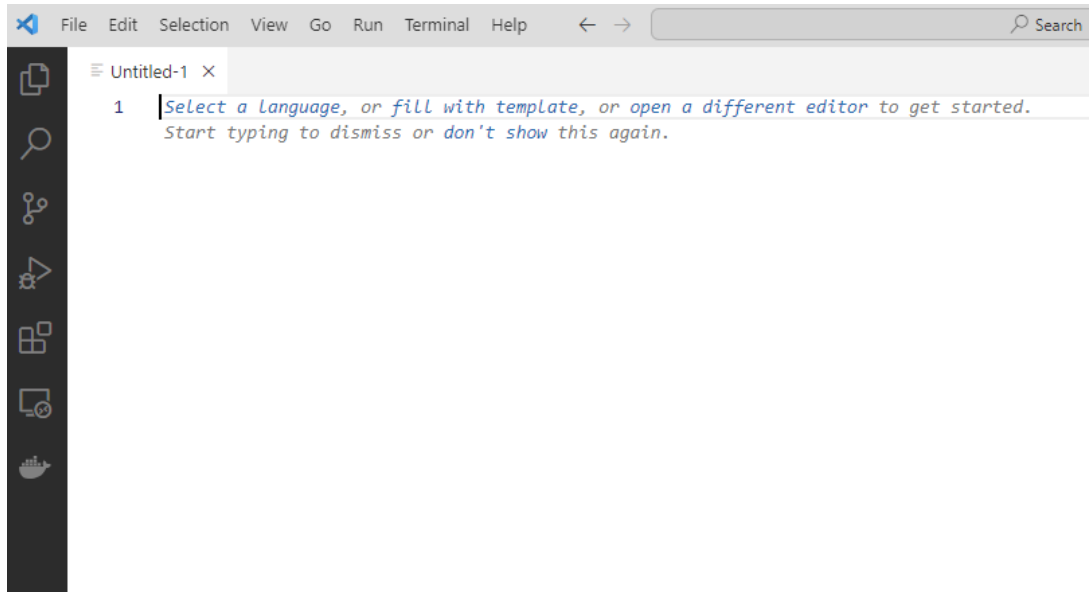 File Edit Selection View Go Run Terminal Help Search
Untitled-1
1 Select a language, or fill with template, or open a different editor to get started.
Start typing to dismiss or don't show this again.